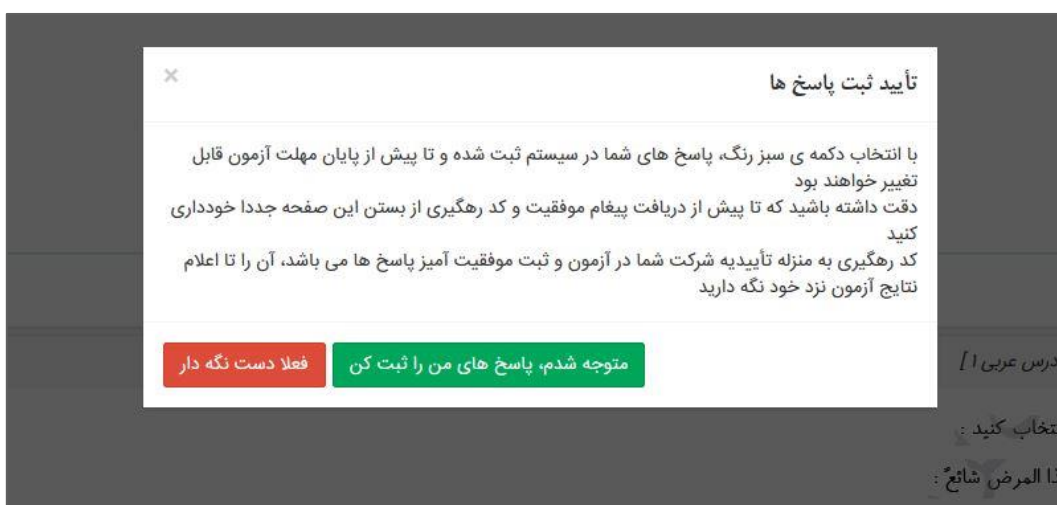 ×
تأیید ثبت پاسخ ها
با انتخاب دکمه ی سبز رنگ، پاسخ های شما در سیستم ثبت شده و تا پیش از پایان مهلت آزمون قابل
تغییر خواهند بود
دقت داشته باشید که تا پیش از دریافت پیغام موفقیت و کد رهگیری از بستن این صفحه جددا خودداری
کنید
کد رهگیری به منزله تأییدیه شرکت شما در آزمون و ثبت موفقیت آمیز پاسخ ها می باشد، آن را تا اعلام
نتایج آزمون نزد خود نگه دارید
متوجه شدم، پاسخ های من را ثبت کن
فعلا دست نگه دار
درس عربی ۱ ]
تخاب کنید :
ذا المرض شائعٌ :